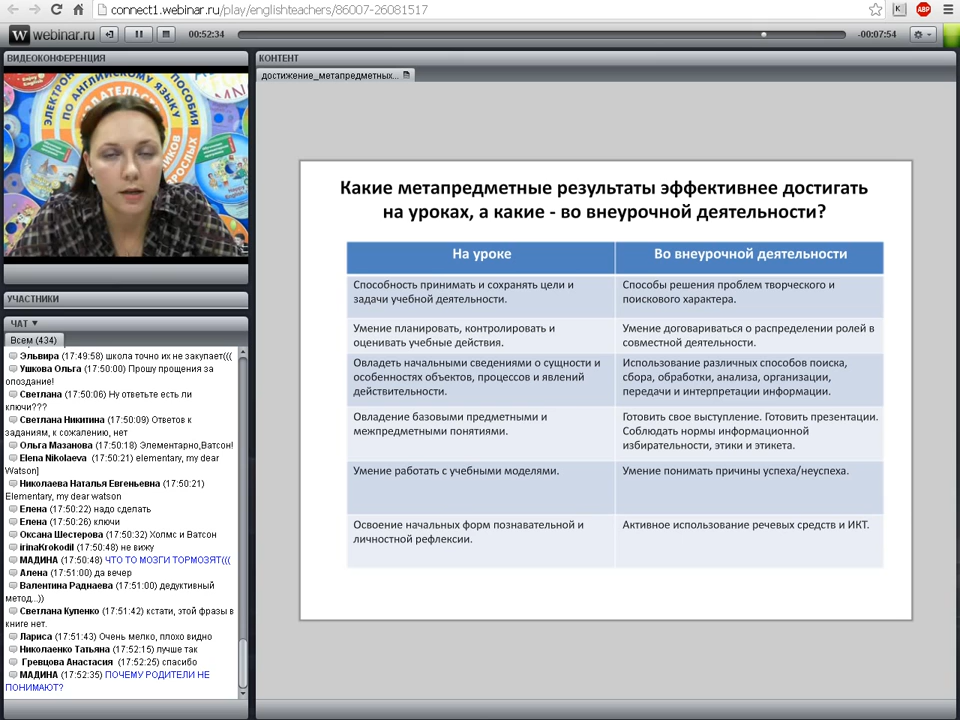 connect1.webinar.ru/play/englishteachers/86007-26081517
K
ABP
W webinar.ru
00:52:34
-00:07:54
ВИДЕОКОНФЕРЕНЦИЯ
ЭЛЕКТРОН
ПО АНГЛИЙСКОМУ ЯЗЫКУ
ПОСОБИЯ
УЧАСТНИКИ
ЧАТ
Всем (434)
Эльвира (17:49:58) школа точно их не закупает(((
Ушкова Ольга (17:50:00) Прошу прощения за
опоздание!
Светлана (17:50:06) Ну ответьте есть ли
ключи???
Светлана Никитина (17:50:09) Ответов к
заданиям, к сожалению, нет
Ольга Мазанова (17:50:18) Элементарно,Ватсон!
Elena Nikolaeva (17:50:21) elementary, my dear
Watson]
Николаева Наталья Евгеньевна (17:50:21)
Elementary, my dear watson
Елена (17:50:22) надо сделать
Елена (17:50:26) ключи
Оксана Шестерова (17:50:32) Холмс и Ватсон
irinaKrokodil (17:50:48) не вижу
МАДИНА (17:50:48) ЧТО ТО МОЗГИ ТОРМОЗЯТ(((
Алена (17:51:00) да вечер
Валентина Раднаева (17:51:00) дедуктивный
метод...))
Светлана Купенко (17:51:42) кстати, этой фразы в
книге нет.
Лариса (17:51:43) Очень мелко, плохо видно
Николаенко Татьяна (17:52:15) лучше так
Гревцова Анастасия (17:52:25) спасибо
МАДИНА (17:52:35) ПОЧЕМУ РОДИТЕЛИ НЕ
ПОНИМАЮТ?
КОНТЕНТ
достижение_метапредметных...
Какие метапредметные результаты эффективнее достигать
на уроках, а какие - во внеурочной деятельности?
На уроке
Во внеурочной деятельности
Способность принимать и сохранять цели и
задачи учебной деятельности.
Способы решения проблем творческого и
поискового характера.
Умение планировать, контролировать и
оценивать учебные действия.
Умение договариваться о распределении ролей в
совместной деятельности.
Овладеть начальными сведениями о сущности и
особенностях объектов, процессов и явлений
действительности.
Использование различных способов поиска,
сбора, обработки, анализа, организации,
передачи и интерпретации информации.
Овладение базовыми предметными и
межпредметными понятиями.
Готовить свое выступление. Готовить презентации.
Соблюдать нормы информационной
избирательности, этики и этикета.
Умение работать с учебными моделями.
Умение понимать причины успеха/неуспеха.
Освоение начальных форм познавательной и
личностной рефлексии.
Активное использование речевых средств и ИКТ.